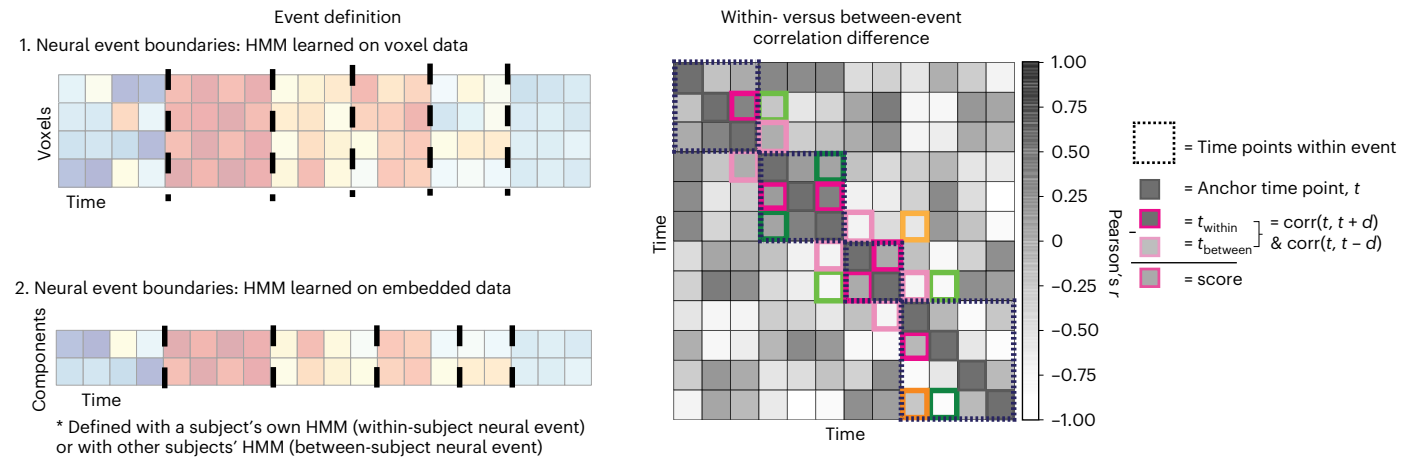 Event definition
1. Neural event boundaries: HMM learned on voxel data
Voxels
Time
2. Neural event boundaries: HMM learned on embedded data
Components
Time
* Defined with a subject's own HMM (within-subject neural event)
or with other subjects' HMM (between-subject neural event)
Within- versus between-event
correlation difference
Time
Time
1.00
0.75
0.50
0.25
0
−0.25
−0.50
−0.75
−1.00
Pearson's r
= Time points within event
= Anchor time point, t
= t within
= t between
= corr(t, t + d)
& corr(t, t − d)
–
= score